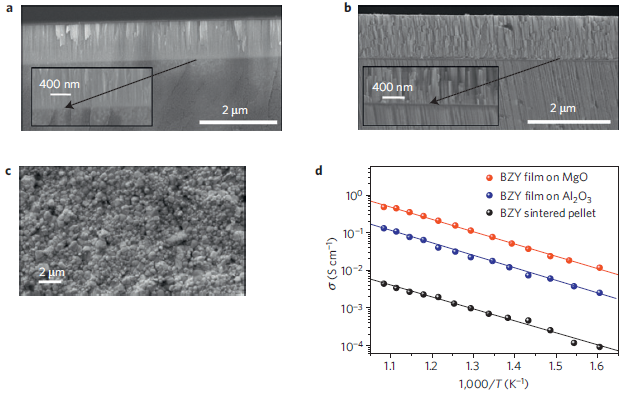 a
400 nm
2 μm
b
400 nm
2 μm
c
2 μm
d
BZY film on MgO
BZY film on Al₂O₃
BZY sintered pellet
σ (S cm⁻¹)
10⁰
10⁻¹
10⁻²
10⁻³
10⁻⁴
1.1 1.2 1.3 1.4 1.5 1.6
1,000/T (K⁻¹)